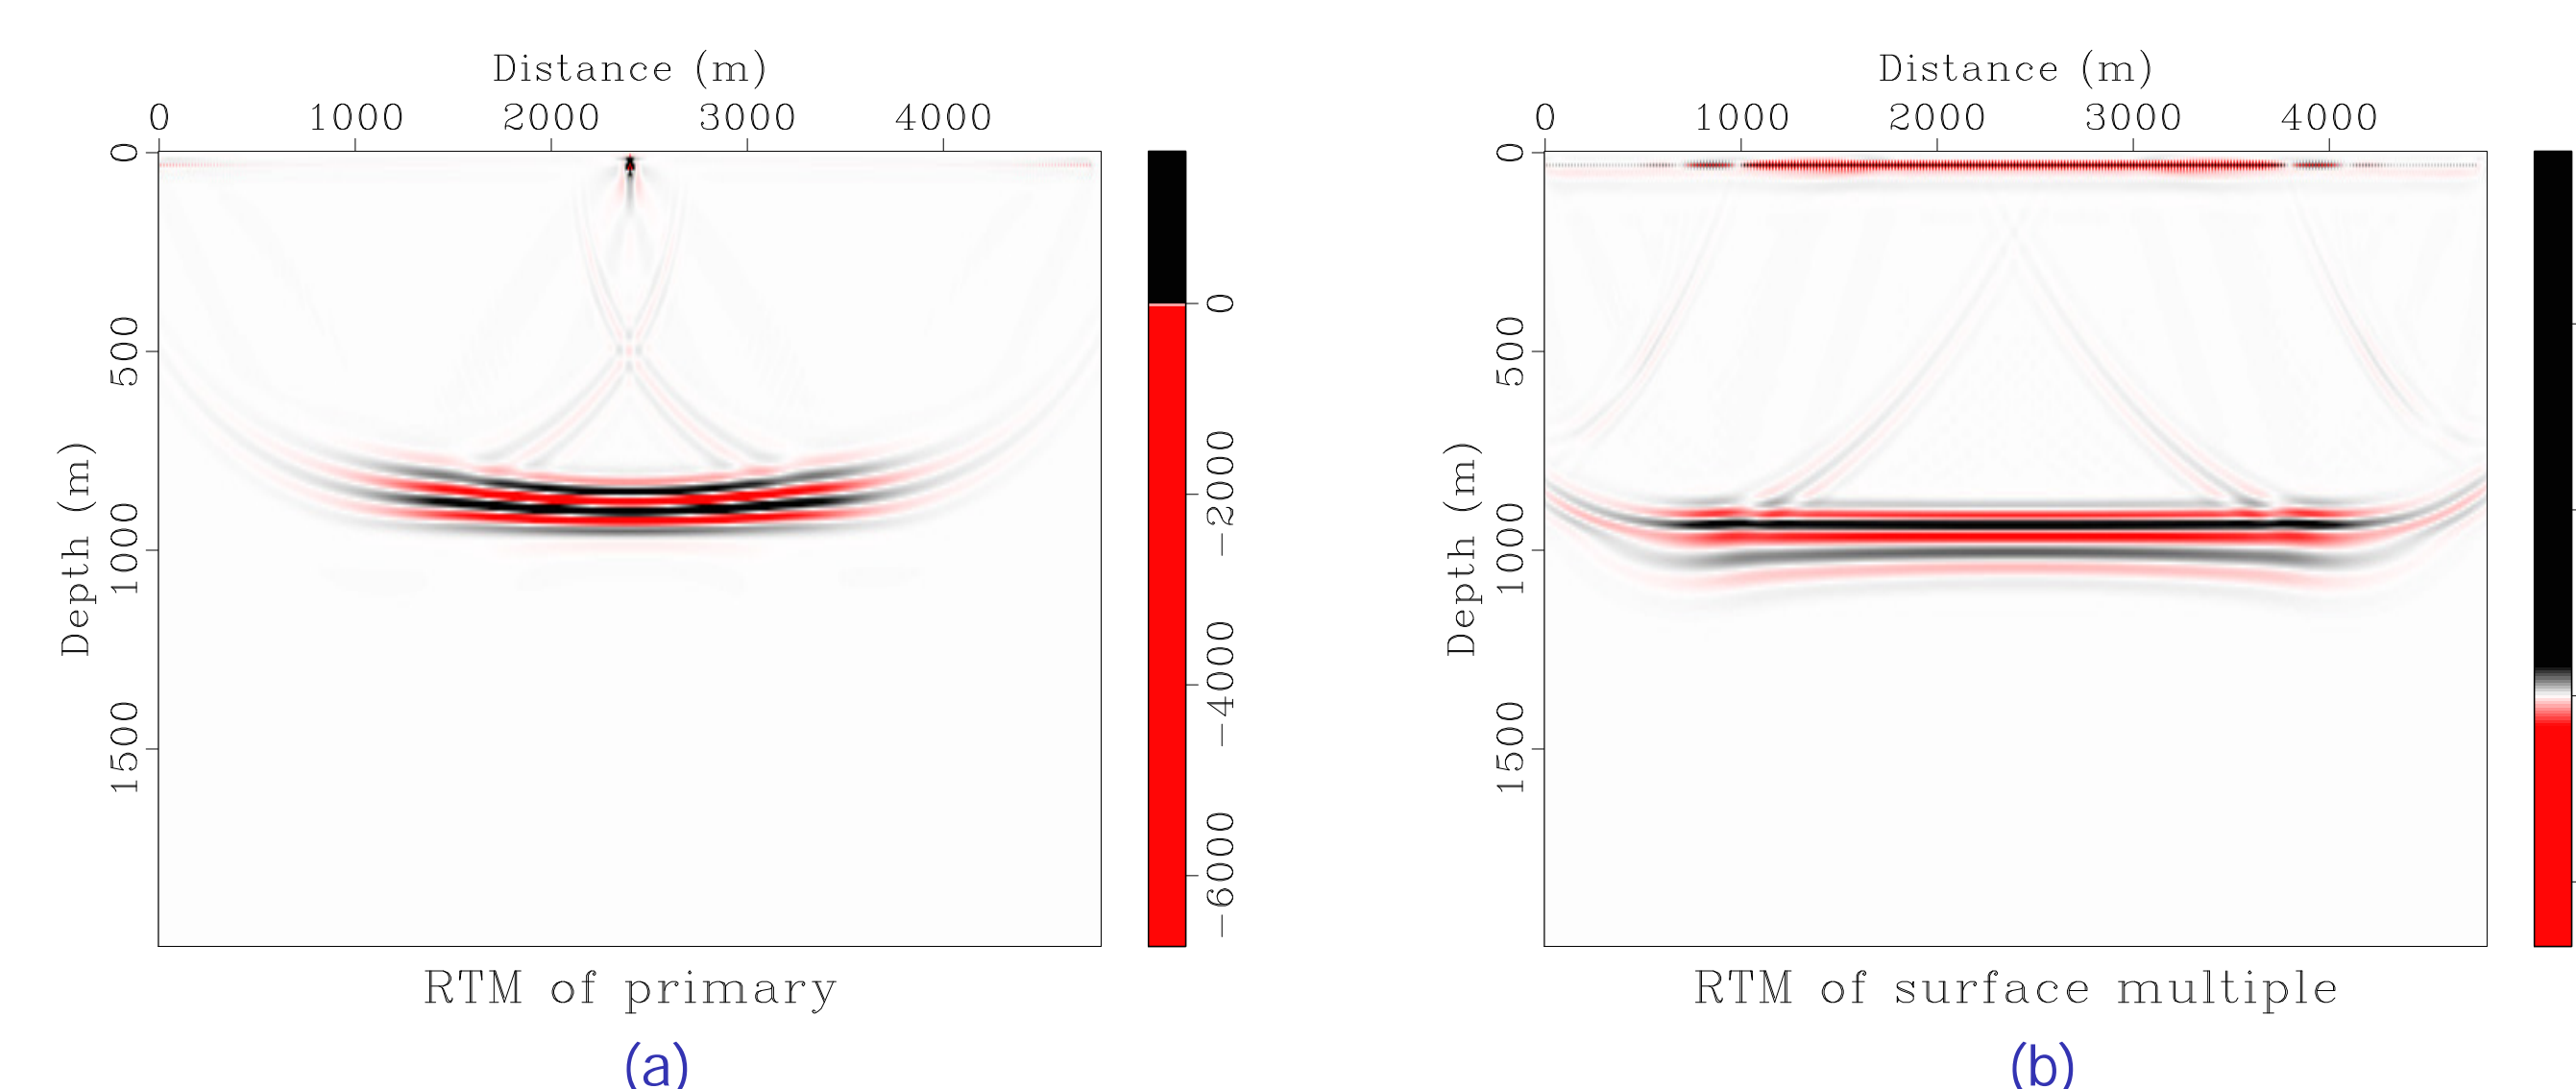 Distance (m)
0 1000 2000 3000 4000
0
500
1000
1500
Depth (m)
0
−2000
−4000
−6000
RTM of primary
(a)
Distance (m)
0 1000 2000 3000 4000
0
500
1000
1500
Depth (m)
RTM of surface multiple
(b)